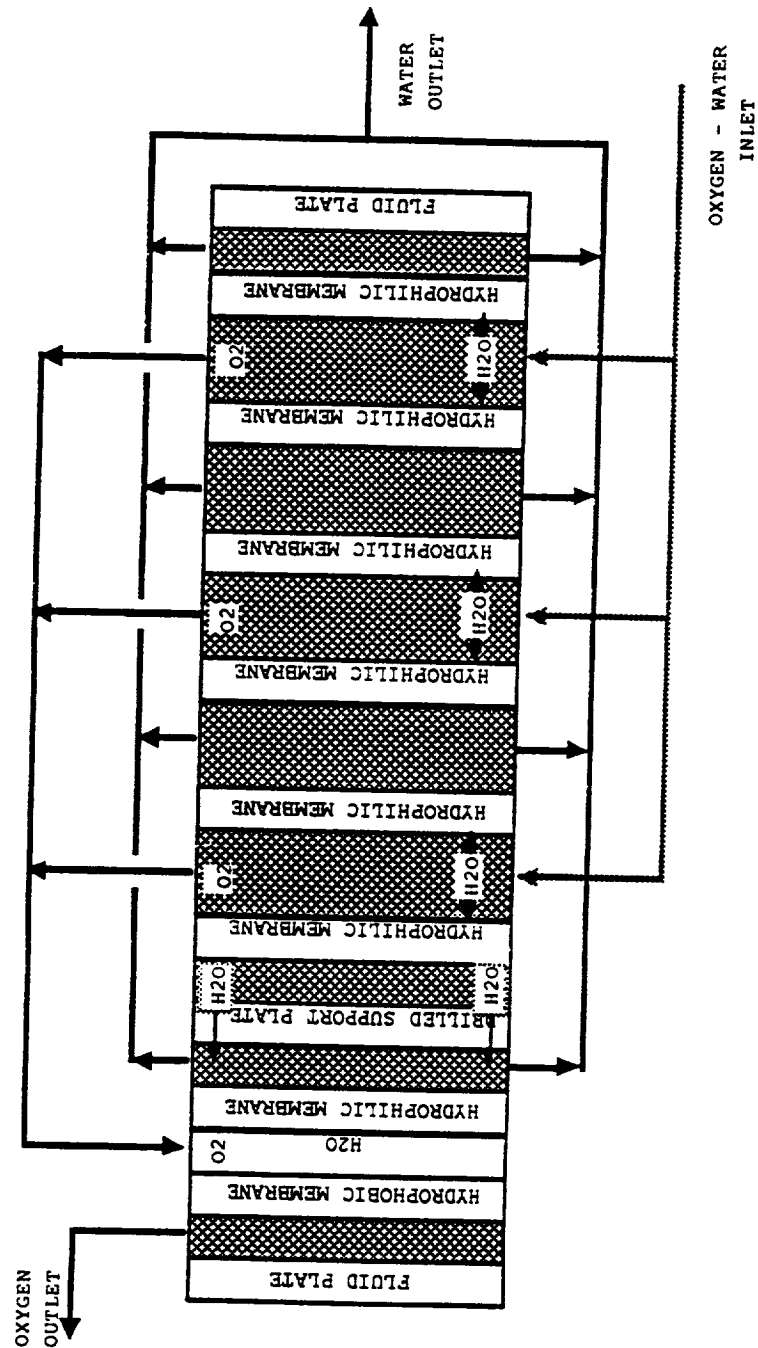 WATER
OUTLET
OXYGEN - WATER
INLET
FLUID PLATE
HYDROPHILIC MEMBRANE
O2
H2O
HYDROPHILIC MEMBRANE
HYDROPHILIC MEMBRANE
O2
H2O
HYDROPHILIC MEMBRANE
HYDROPHILIC MEMBRANE
O2
H2O
HYDROPHILIC MEMBRANE
H2O
H2O
DRILLED SUPPORT PLATE
HYDROPHILIC MEMBRANE
O2
H2O
HYDROPHOBIC MEMBRANE
FLUID PLATE
OXYGEN
OUTLET